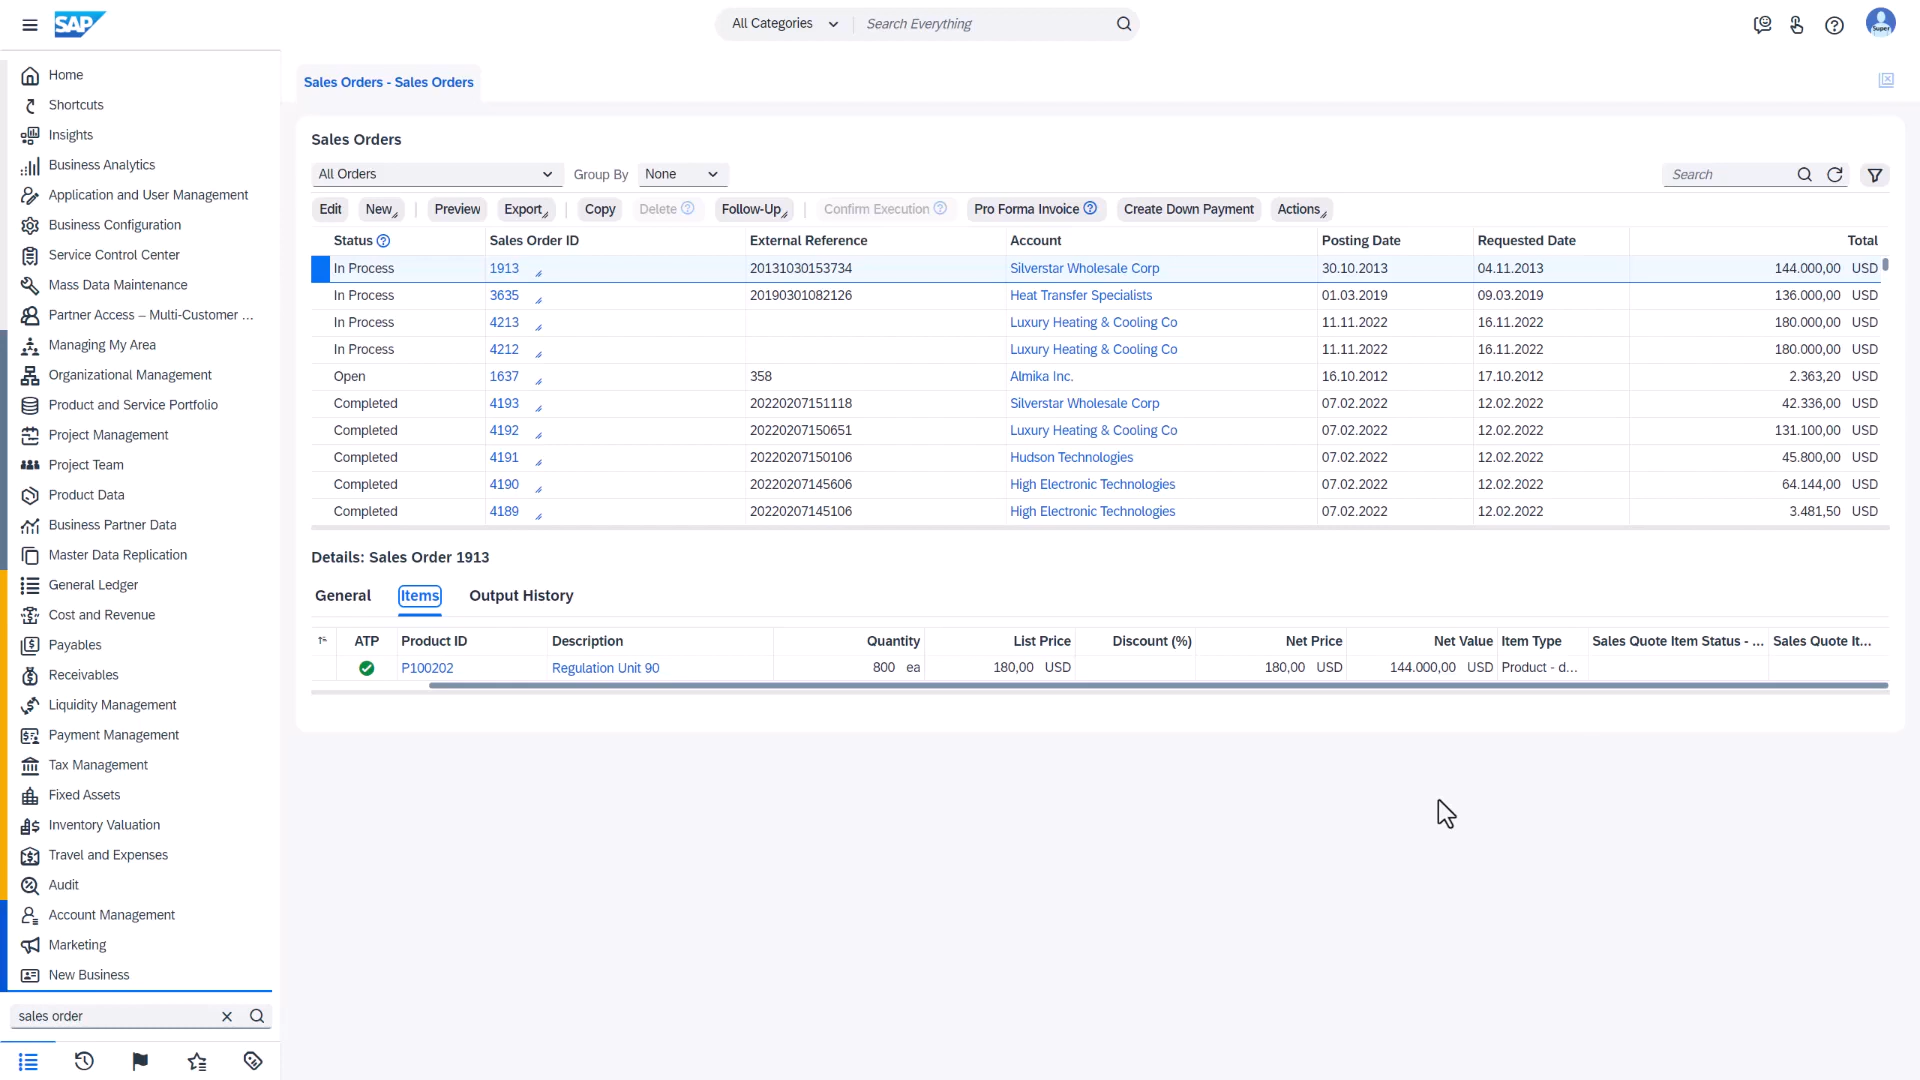 SAP
All Categories Search Everything
Super
Home
Shortcuts
Insights
Business Analytics
Application and User Management
Business Configuration
Service Control Center
Mass Data Maintenance
Partner Access – Multi-Customer ...
Managing My Area
Organizational Management
Product and Service Portfolio
Project Management
Project Team
Product Data
Business Partner Data
Master Data Replication
General Ledger
Cost and Revenue
Payables
Receivables
Liquidity Management
Payment Management
Tax Management
Fixed Assets
Inventory Valuation
Travel and Expenses
Audit
Account Management
Marketing
New Business
sales order
Sales Orders - Sales Orders
Sales Orders
All Orders Group By None Search
Edit New Preview Export Copy Delete Follow-Up Confirm Execution Pro Forma Invoice Create Down Payment Actions
Status Sales Order ID External Reference Account Posting Date Requested Date Total
In Process 1913 20131030153734 Silverstar Wholesale Corp 30.10.2013 04.11.2013 144.000,00 USD
In Process 3635 20190301082126 Heat Transfer Specialists 01.03.2019 09.03.2019 136.000,00 USD
In Process 4213 Luxury Heating & Cooling Co 11.11.2022 16.11.2022 180.000,00 USD
In Process 4212 Luxury Heating & Cooling Co 11.11.2022 16.11.2022 180.000,00 USD
Open 1637 358 Almika Inc. 16.10.2012 17.10.2012 2.363,20 USD
Completed 4193 20220207151118 Silverstar Wholesale Corp 07.02.2022 12.02.2022 42.336,00 USD
Completed 4192 20220207150651 Luxury Heating & Cooling Co 07.02.2022 12.02.2022 131.100,00 USD
Completed 4191 20220207150106 Hudson Technologies 07.02.2022 12.02.2022 45.800,00 USD
Completed 4190 20220207145606 High Electronic Technologies 07.02.2022 12.02.2022 64.144,00 USD
Completed 4189 20220207145106 High Electronic Technologies 07.02.2022 12.02.2022 3.481,50 USD
Details: Sales Order 1913
General Items Output History
ATP Product ID Description Quantity List Price Discount (%) Net Price Net Value Item Type Sales Quote Item Status - ... Sales Quote It...
P100202 Regulation Unit 90 800 ea 180,00 USD 180,00 USD 144.000,00 USD Product - d...